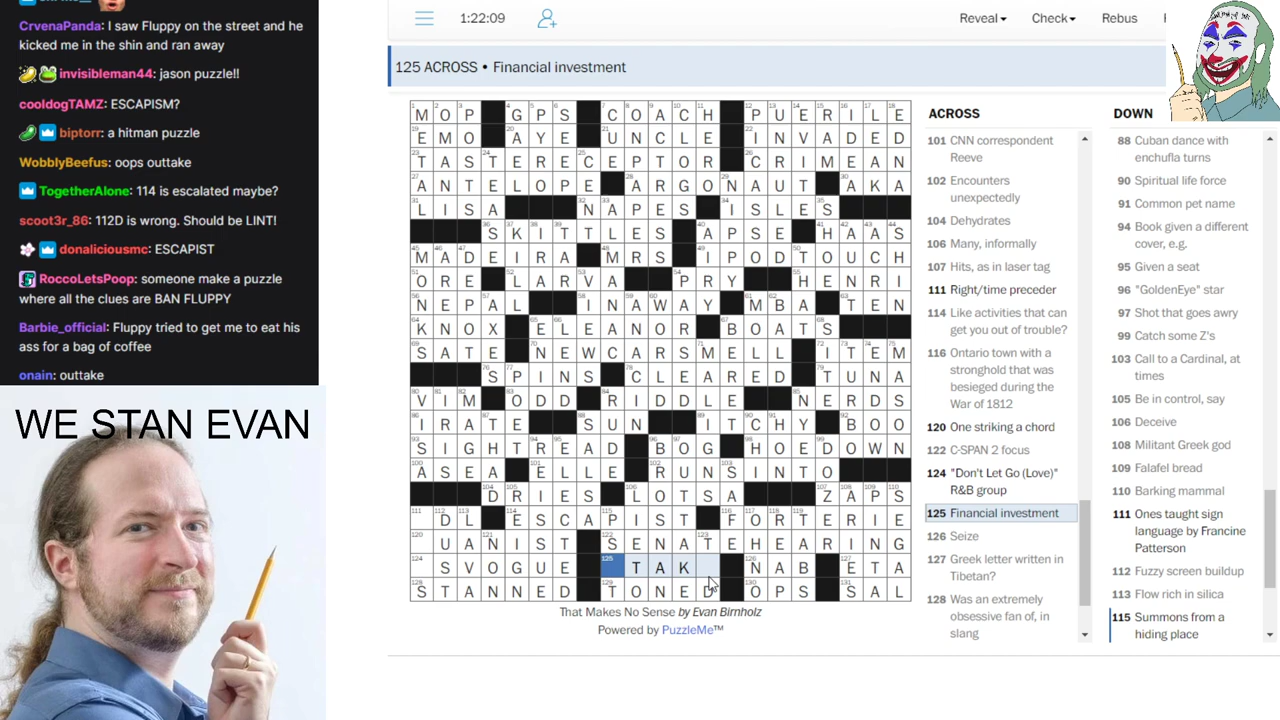 CrvenaPanda: I saw Fluppy on the street and he
kicked me in the shin and ran away
invisibleman44: jason puzzle!!
cooldogTAMZ: ESCAPISM?
biptorr: a hitman puzzle
WobblyBeefus: oops outtake
TogetherAlone: 114 is escalated maybe?
scoot3r_86: 112D is wrong. Should be LINT!
donaliciousmc: ESCAPIST
RoccoLetsPoop: someone make a puzzle
where all the clues are BAN FLUPPY
Barbie_official: Fluppy tried to get me to eat his
ass for a bag of coffee
onain: outtake
WE STAN EVAN
1:22:09
Reveal
Check
Rebus
125 ACROSS • Financial investment
M O P G P S C O A C H P U E R I L E
E M O A Y E U N C L E I N V A D E D
T A S T E R E C E P T O R C R I M E A N
A N T E L O P E A R G O N A U T A K A
L I S A N A P E S I S L E S
S K I T T L E S A P S E H A A S
M A D E I R A M R S I P O D T O U C H
O R E L A R V A P R Y H E N R I
N E P A L I N A W A Y M B A T E N
K N O X E L E A N O R B O A T S
S A T E N E W C A R S M E L L I T E M
S P I N S C L E A R E D T U N A
V I M O D D R I D D L E N E R D S
I R A T E S U N I T C H Y B O O
S I G H T R E A D B O G H O E D O W N
A S E A E L L E R U N S I N T O
D R I E S L O T S A Z A P S
D L E S C A P I S T F O R T E R I E
U A N I S T S E N A T E H E A R I N G
S V O G U E T A K N A B E T A
S T A N N E D T O N E D O P S S A L
That Makes No Sense by Evan Birnholz
Powered by PuzzleMe™
ACROSS
101 CNN correspondent
Reeve
102 Encounters
unexpectedly
104 Dehydrates
106 Many, informally
107 Hits, as in laser tag
111 Right/time preceder
114 Like activities that can
get you out of trouble?
116 Ontario town with a
stronghold that was
besieged during the
War of 1812
120 One striking a chord
122 C-SPAN 2 focus
124 "Don't Let Go (Love)"
R&B group
125 Financial investment
126 Seize
127 Greek letter written in
Tibetan?
128 Was an extremely
obsessive fan of, in
slang
DOWN
88 Cuban dance with
enchufla turns
90 Spiritual life force
91 Common pet name
94 Book given a different
cover, e.g.
95 Given a seat
96 "GoldenEye" star
97 Shot that goes awry
99 Catch some Z's
103 Call to a Cardinal, at
times
105 Be in control, say
106 Deceive
108 Militant Greek god
109 Falafel bread
110 Barking mammal
111 Ones taught sign
language by Francine
Patterson
112 Fuzzy screen buildup
113 Flow rich in silica
115 Summons from a
hiding place